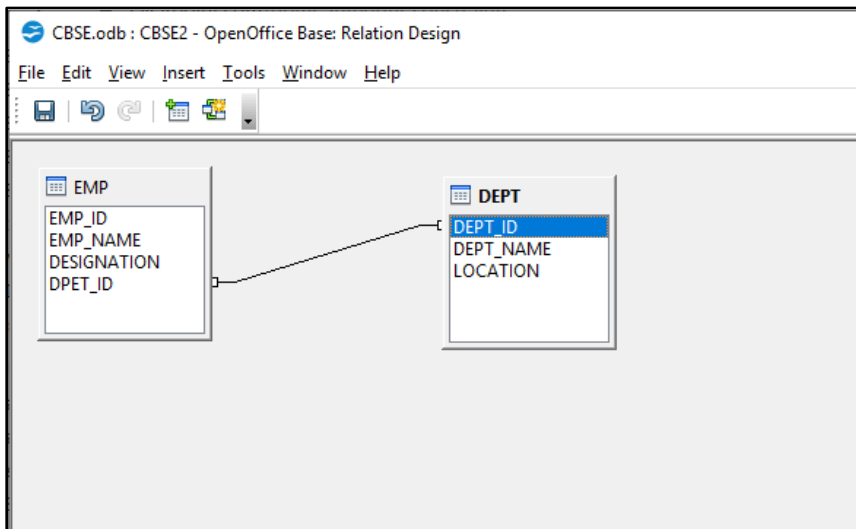 CBSE.odb : CBSE2 - OpenOffice Base: Relation Design
File Edit View Insert Tools Window Help
EMP
EMP_ID
EMP_NAME
DESIGNATION
DPET_ID
DEPT
DEPT_ID
DEPT_NAME
LOCATION